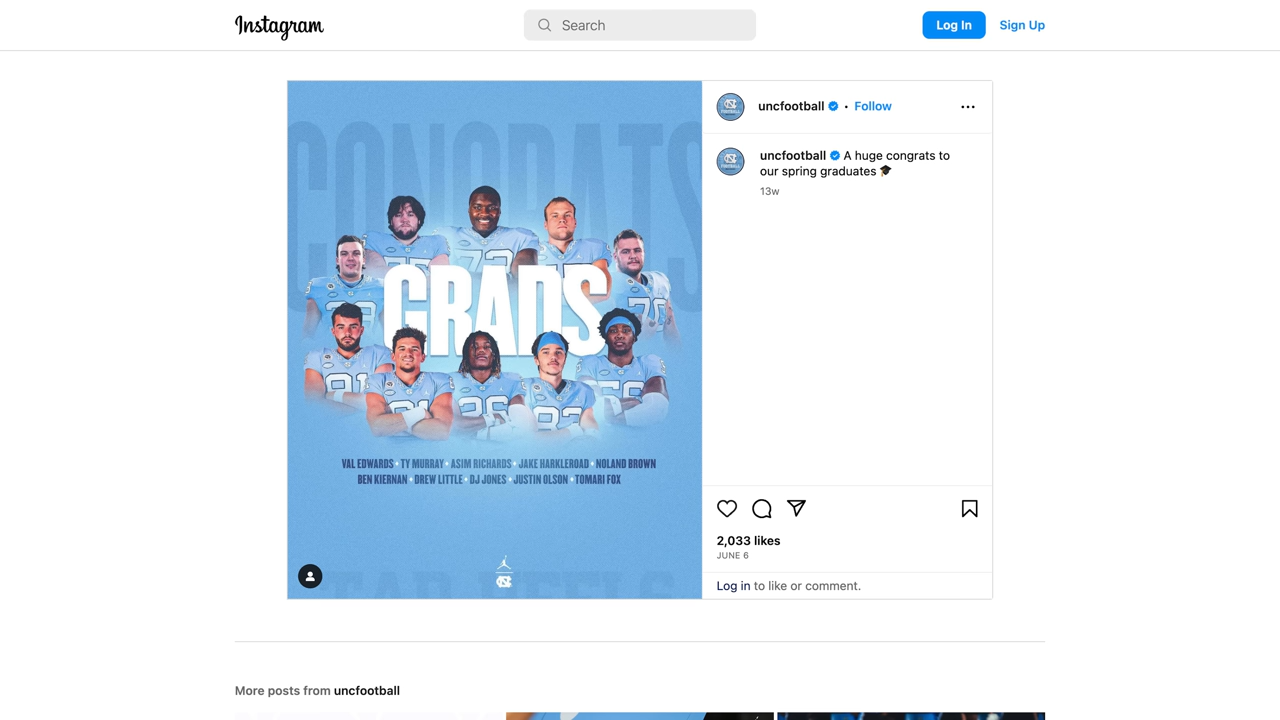 Instagram
Search
Log In
Sign Up
CONGRATS
GRADS
VAL EDWARDS • TY MURRAY • ASIM RICHARDS • JAKE HARKLEROAD • NOLAND BROWN
BEN KIERNAN • DREW LITTLE • DJ JONES • JUSTIN OLSON • TOMARI FOX
TAR HEELS
uncfootball • Follow
uncfootball A huge congrats to
our spring graduates 🎓
13w
2,033 likes
JUNE 6
Log in to like or comment.
More posts from uncfootball